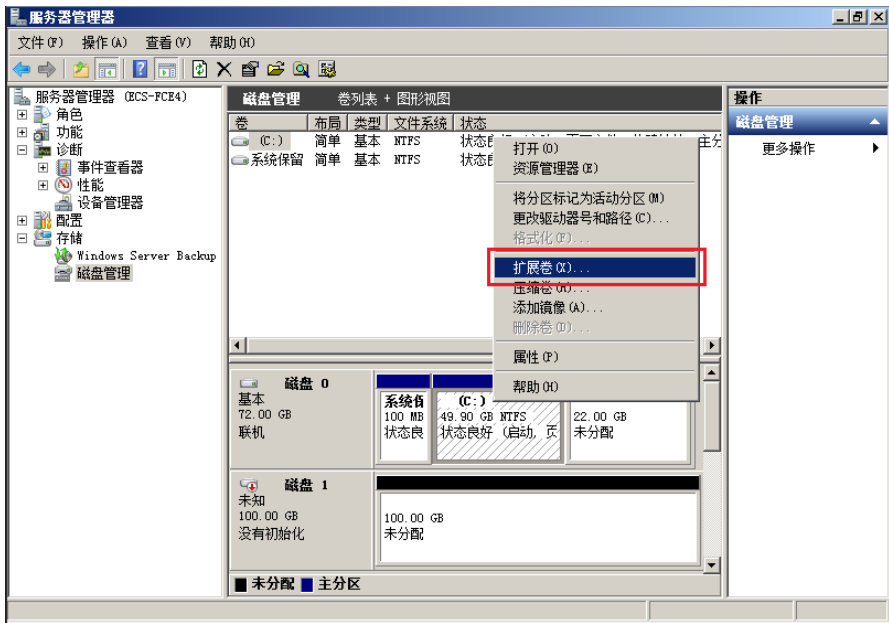 服务器管理器
文件(F) 操作(A) 查看(V) 帮助(H)
服务器管理器 (ECS-FCE4)
角色
功能
诊断
事件查看器
性能
设备管理器
配置
存储
Windows Server Backup
磁盘管理
磁盘管理 卷列表 + 图形视图
卷 布局 类型 文件系统 状态
(C:) 简单 基本 NTFS 状态良
系统保留 简单 基本 NTFS 状态良
主分
打开(O)
资源管理器(E)
将分区标记为活动分区(M)
更改驱动器号和路径(C)...
格式化(F)...
扩展卷(X)...
压缩卷(H)...
添加镜像(A)...
删除卷(D)...
属性(P)
帮助(H)
磁盘 0
基本
72.00 GB
联机
系统保
100 MB
状态良
(C:)
49.90 GB NTFS
状态良好 (启动, 页
22.00 GB
未分配
磁盘 1
未知
100.00 GB
没有初始化
100.00 GB
未分配
未分配 主分区
操作
磁盘管理
更多操作